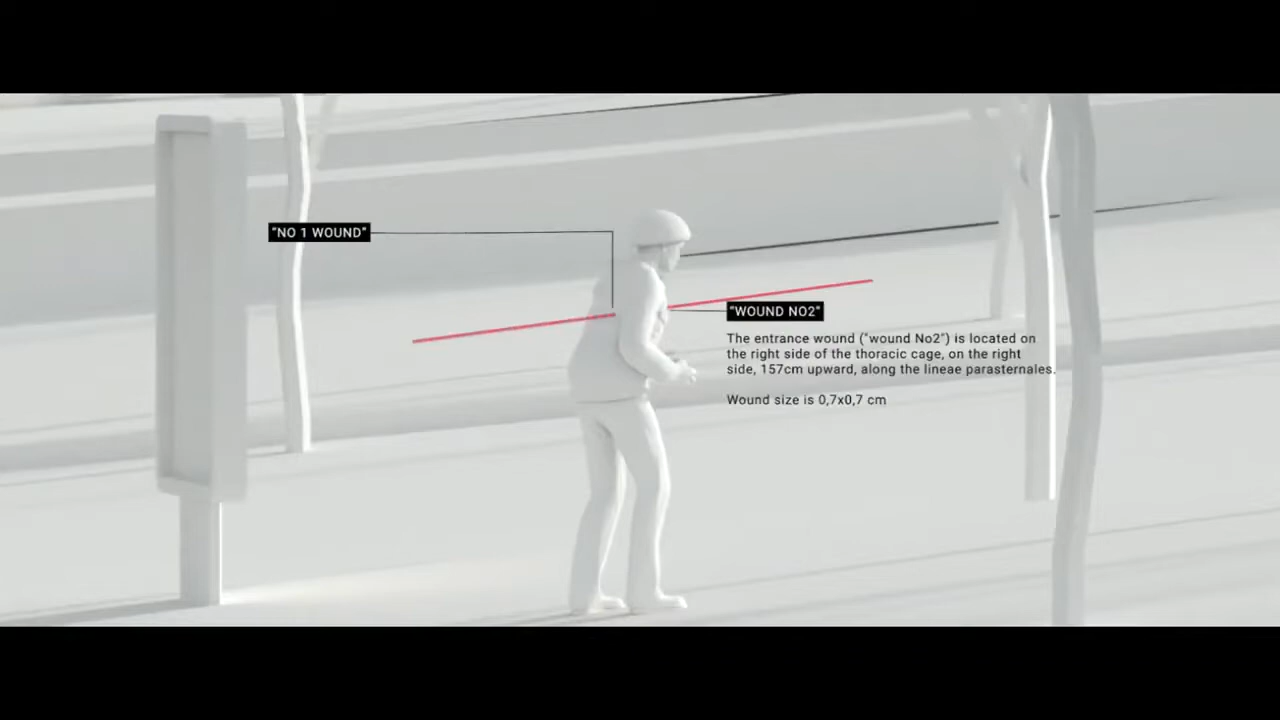 "NO 1 WOUND"
"WOUND NO2"
The entrance wound ("wound No2") is located on
the right side of the thoracic cage, on the right
side, 157cm upward, along the lineae parasternales.
Wound size is 0,7x0,7 cm